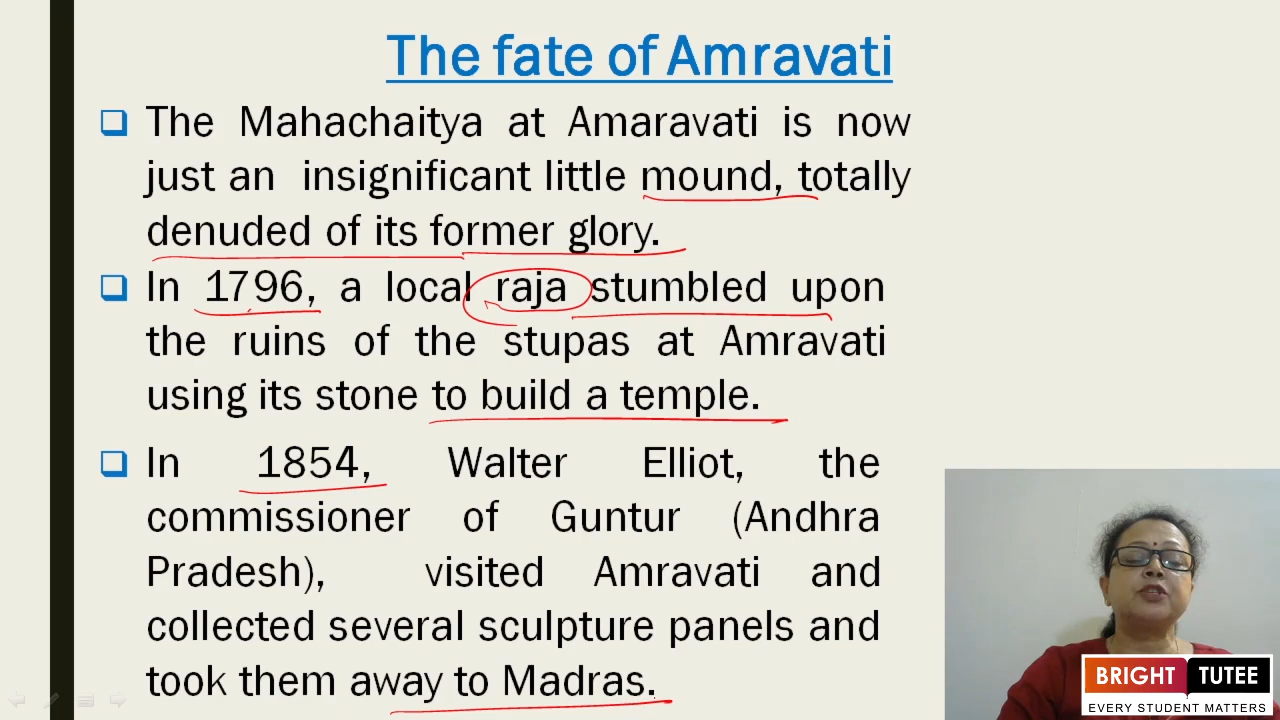 The fate of Amravati
The Mahachaitya at Amaravati is now
just an insignificant little mound, totally
denuded of its former glory.
In 1796, a local raja stumbled upon
the ruins of the stupas at Amravati
using its stone to build a temple.
In 1854, Walter Elliot, the
commissioner of Guntur (Andhra
Pradesh), visited Amravati and
collected several sculpture panels and
took them away to Madras.
BRIGHT TUTEE
EVERY STUDENT MATTERS